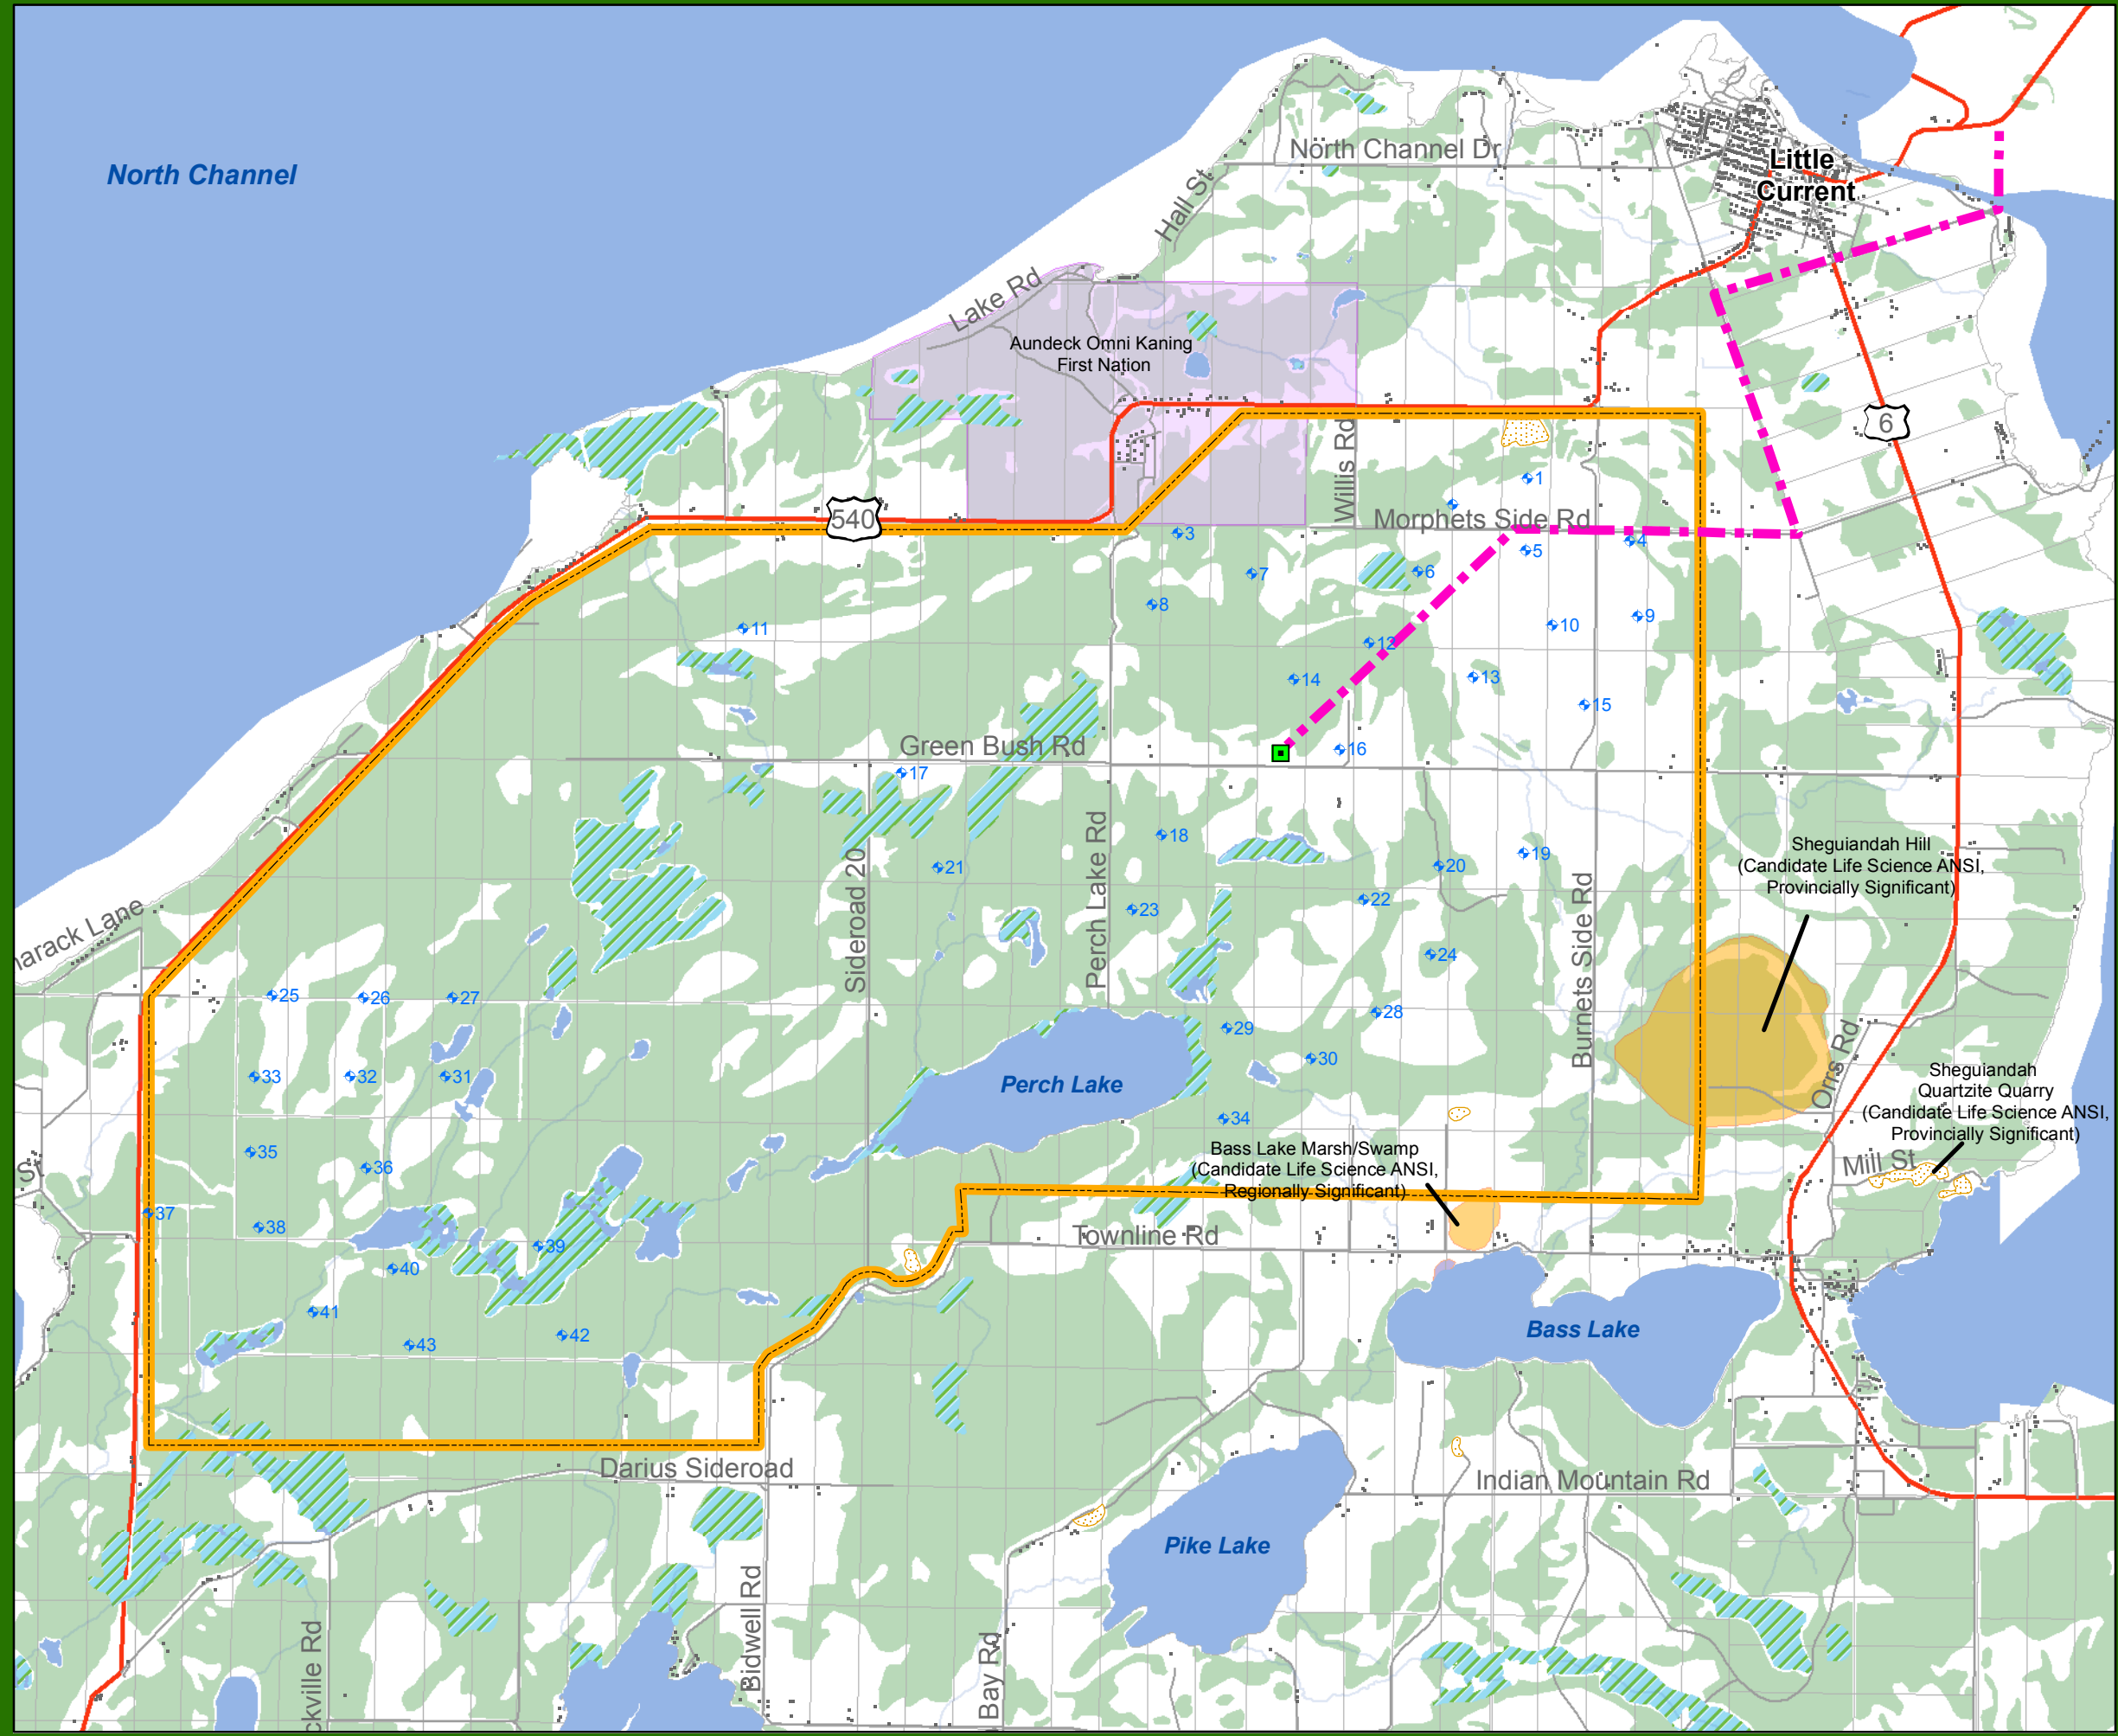 North Channel
North Channel Dr
Little
Current
Hall St
Lake Rd
Aundeck Omni Kaning
First Nation
6
Willis Rd
1
540
Morphets Side Rd
3
5
4
7
6
8
9
10
11
12
14
13
15
Green Bush Rd
16
17
Perch Lake Rd
18
Sideroad 20
19
20
21
Sheguiandah Hill
(Candidate Life Science ANSI,
Provincially Significant)
22
23
Burnets Side Rd
arack Lane
24
25
26
27
28
29
30
Orrs Rd
33
32
31
Perch Lake
Sheguiandah
Quartzite Quarry
(Candidate Life Science ANSI,
Provincially Significant)
34
35
36
Bass Lake Marsh/Swamp
(Candidate Life Science ANSI,
Regionally Significant)
Mill St
St
37
38
39
Townline Rd
40
41
42
43
Bass Lake
Darius Sideroad
Indian Mountain Rd
Pike Lake
ckville Rd
Bidwell Rd
Bay Rd